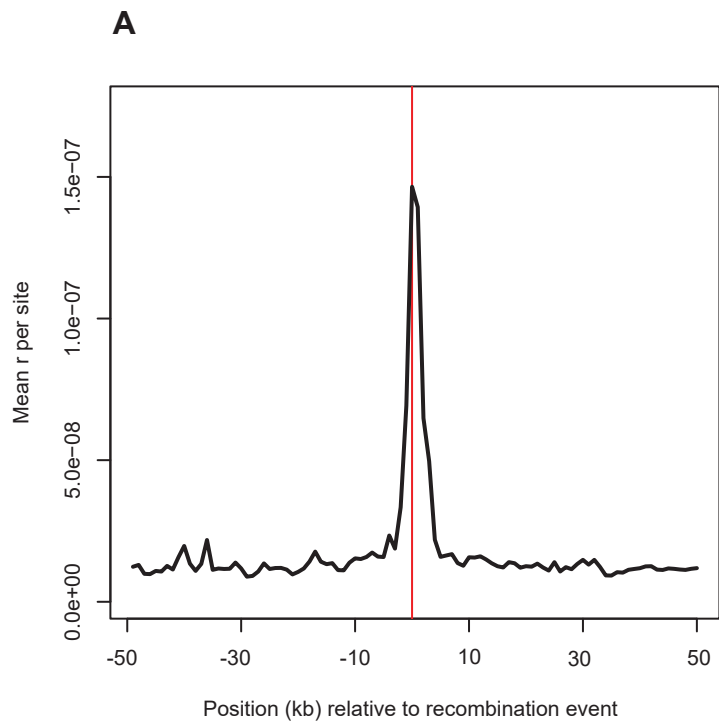 A
Mean r per site
1.5e−07
1.0e−07
5.0e−08
0.0e+00
-50 -30 -10 10 30 50
Position (kb) relative to recombination event